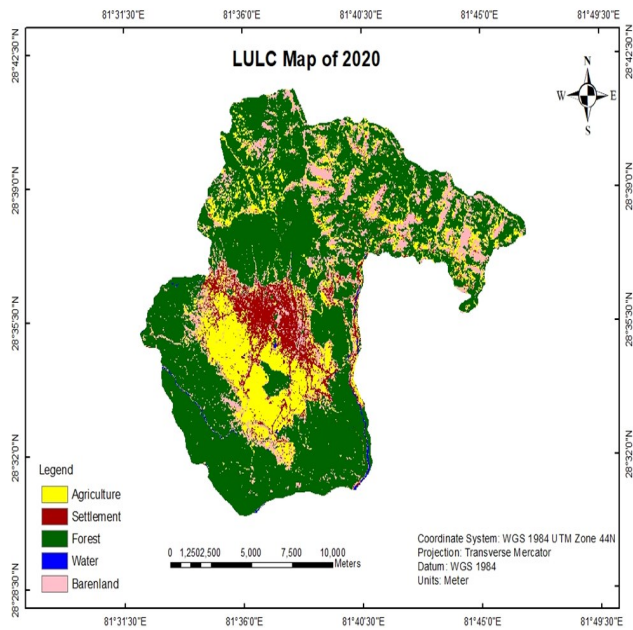 81°31'30"E 81°36'0"E 81°40'30"E 81°45'0"E 81°49'30"E
LULC Map of 2020
N
W E
S
28°42'30"N 28°42'30"N
28°39'0"N 28°39'0"N
28°35'30"N 28°35'30"N
28°32'0"N 28°32'0"N
28°28'30"N 28°28'30"N
Legend
Agriculture
Settlement
Forest
Water
Barenland
0 1,250 2,500 5,000 7,500 10,000
Meters
Coordinate System: WGS 1984 UTM Zone 44N
Projection: Transverse Mercator
Datum: WGS 1984
Units: Meter
81°31'30"E 81°36'0"E 81°40'30"E 81°45'0"E 81°49'30"E